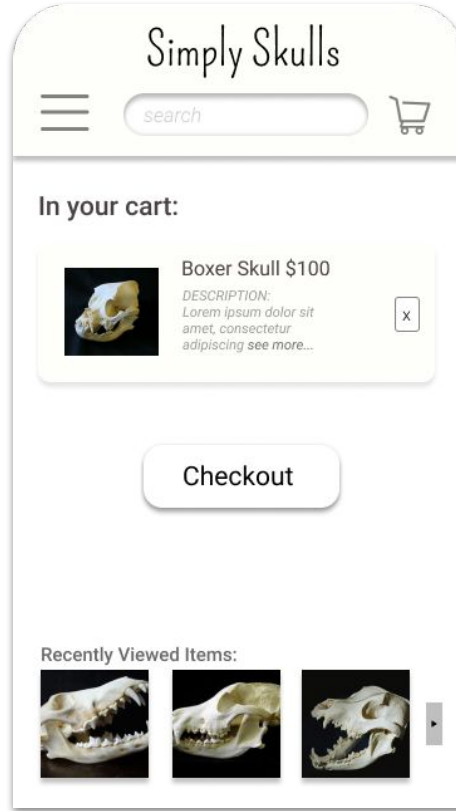 Simply Skulls
search
In your cart:
Boxer Skull $100
DESCRIPTION:
Lorem ipsum dolor sit
amet, consectetur
adipiscing see more...
x
Checkout
Recently Viewed Items: